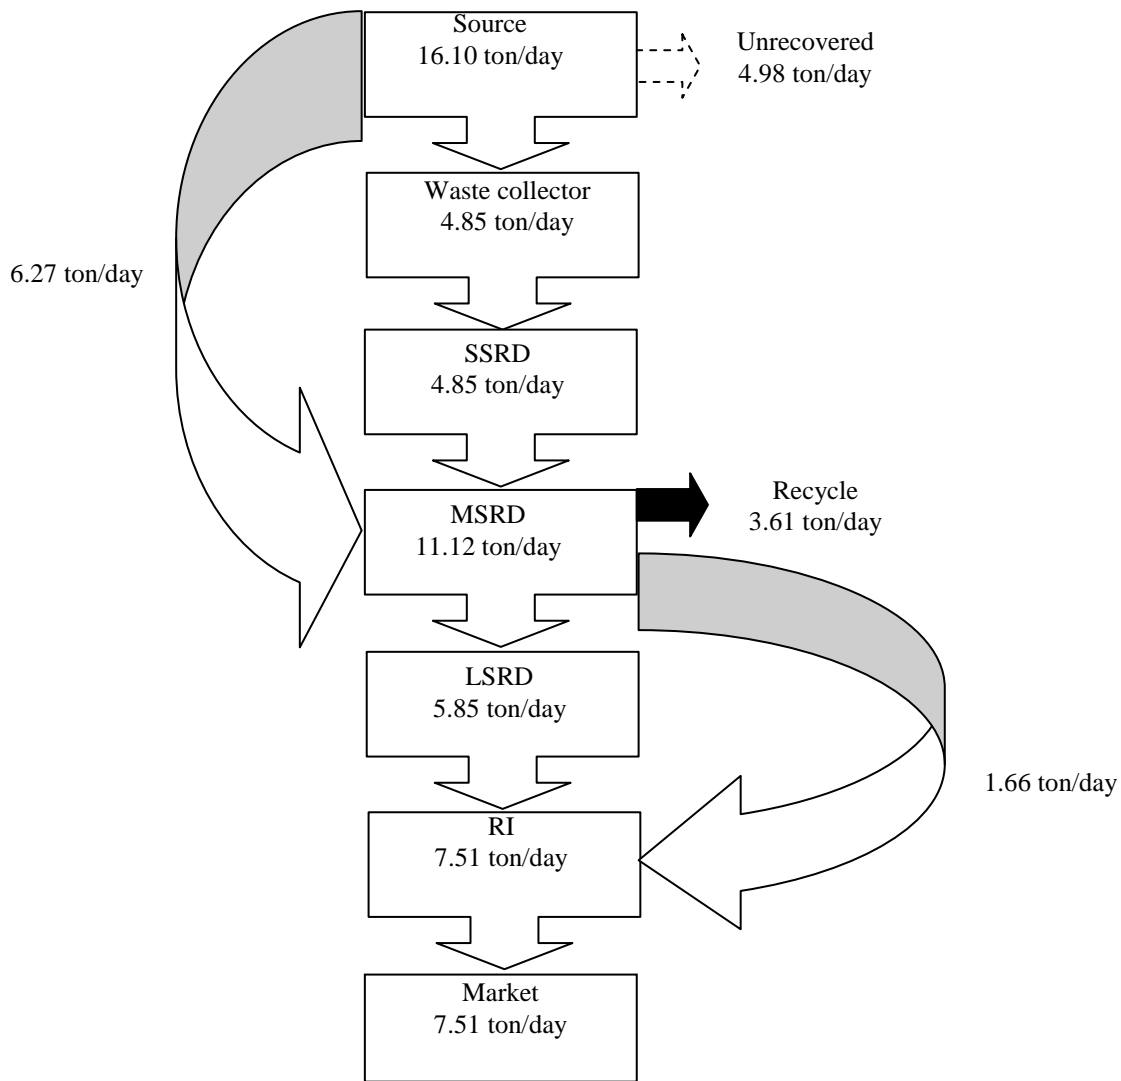 Source
16.10 ton/day
Unrecovered
4.98 ton/day
Waste collector
4.85 ton/day
6.27 ton/day
SSRD
4.85 ton/day
MSRD
11.12 ton/day
Recycle
3.61 ton/day
LSRD
5.85 ton/day
1.66 ton/day
RI
7.51 ton/day
Market
7.51 ton/day